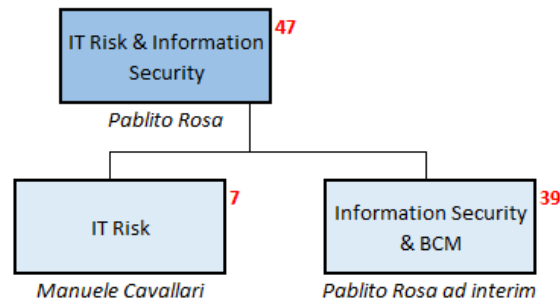 47
IT Risk & Information
Security
Pablito Rosa
7
IT Risk
Manuele Cavallari
39
Information Security
& BCM
Pablito Rosa ad interim